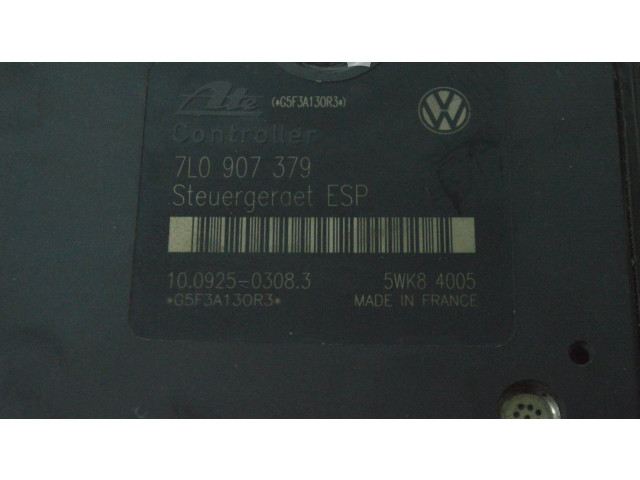 Ate (*G5F3A130R3*)
Controller
7L0 907 379
Steuergeraet ESP
10.0925-0308.3 5WK8 4005
*G5F3A130R3* MADE IN FRANCE